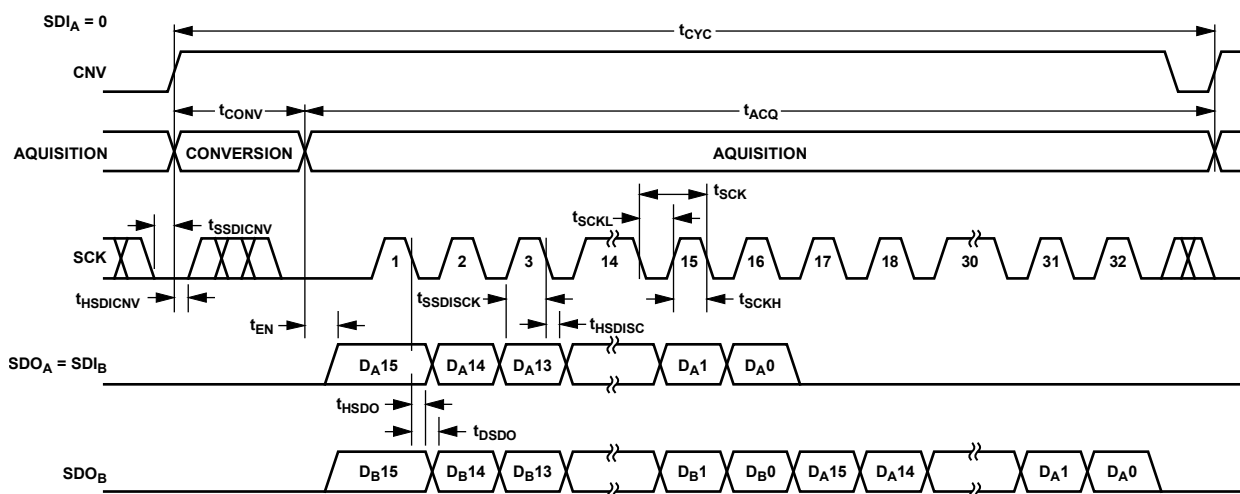 SDIA = 0
tCYC
CNV
tCONV
tACQ
AQUISITION CONVERSION AQUISITION
tSCK
tSSDICNV
tSCKL
SCK 1 2 3 14 15 16 17 18 30 31 32
tHSDICNV
tSSDISCK
tSCKH
tEN
tHSDISC
SDOA = SDIB DA15 DA14 DA13 DA1 DA0
tHSDO
tDSDO
SDOB DB15 DB14 DB13 DB1 DB0 DA15 DA14 DA1 DA0